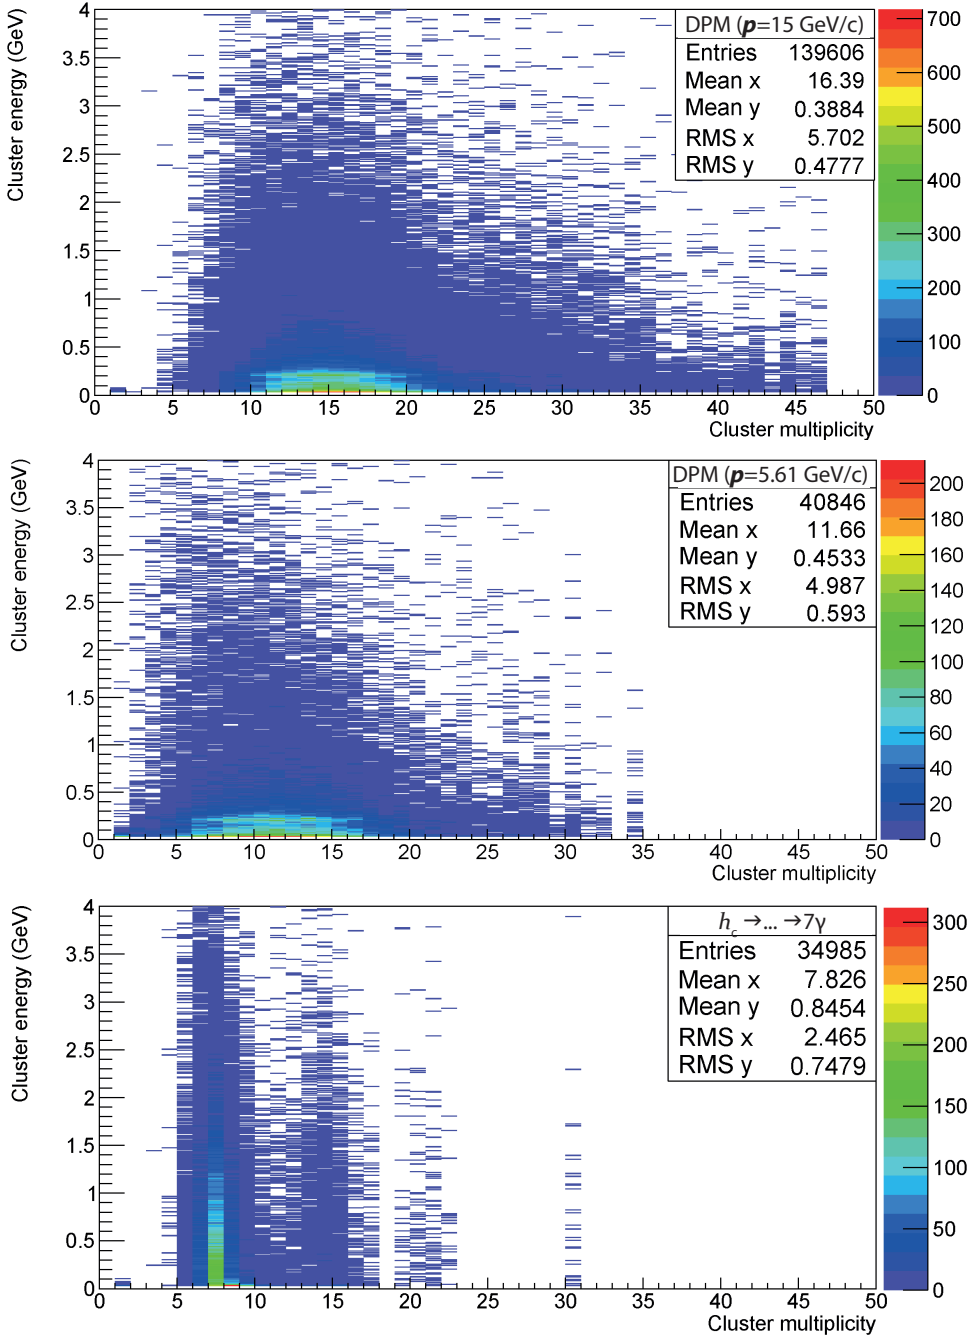 DPM (p=15 GeV/c)
Entries 139606
Mean x 16.39
Mean y 0.3884
RMS x 5.702
RMS y 0.4777
Cluster energy (GeV)
4
3.5
3
2.5
2
1.5
1
0.5
0
0 5 10 15 20 25 30 35 40 45 50
Cluster multiplicity
700
600
500
400
300
200
100
0
DPM (p=5.61 GeV/c)
Entries 40846
Mean x 11.66
Mean y 0.4533
RMS x 4.987
RMS y 0.593
Cluster energy (GeV)
4
3.5
3
2.5
2
1.5
1
0.5
0
0 5 10 15 20 25 30 35 40 45 50
Cluster multiplicity
200
180
160
140
120
100
80
60
40
20
0
h_c →... →7γ
Entries 34985
Mean x 7.826
Mean y 0.8454
RMS x 2.465
RMS y 0.7479
Cluster energy (GeV)
4
3.5
3
2.5
2
1.5
1
0.5
0
0 5 10 15 20 25 30 35 40 45 50
Cluster multiplicity
300
250
200
150
100
50
0